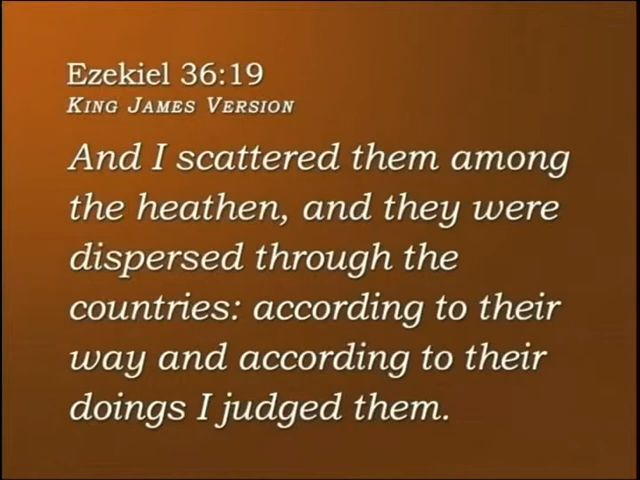 Ezekiel 36:19
King James Version
And I scattered them among
the heathen, and they were
dispersed through the
countries: according to their
way and according to their
doings I judged them.